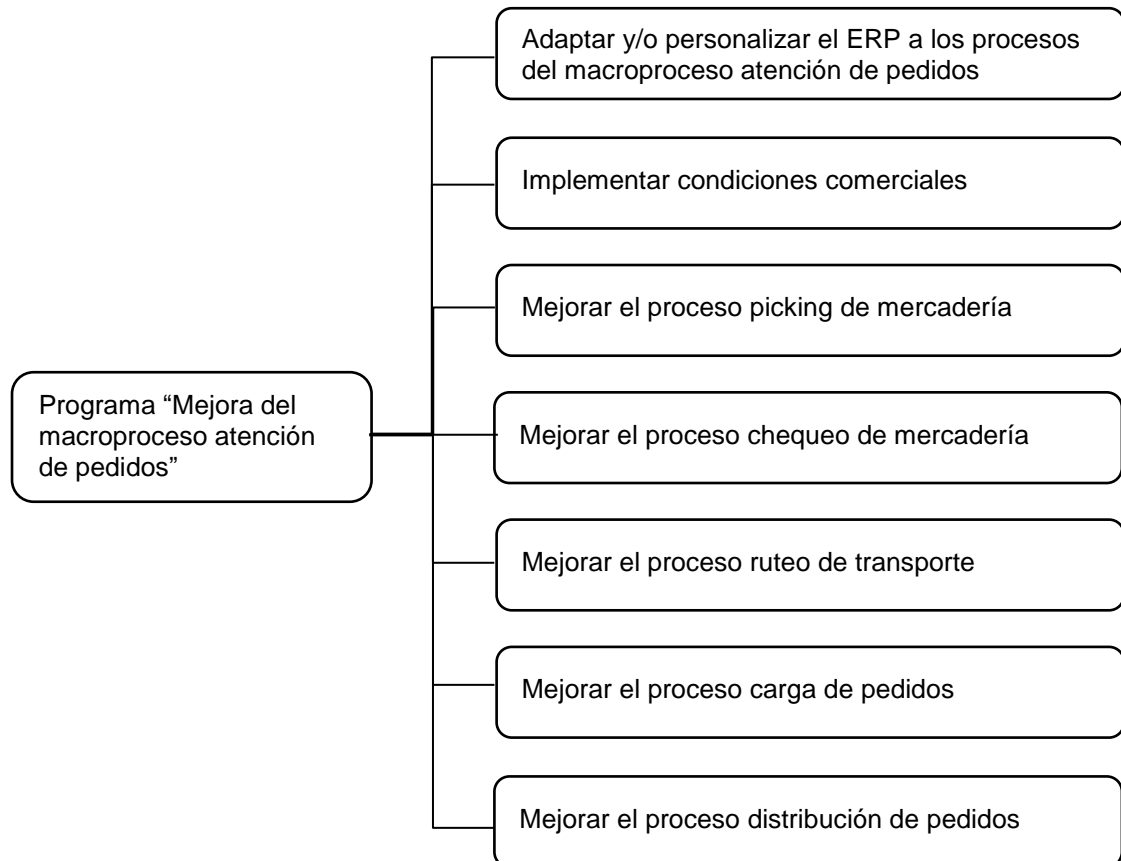 Adaptar y/o personalizar el ERP a los procesos
del macroproceso atención de pedidos
Implementar condiciones comerciales
Mejorar el proceso picking de mercadería
Programa “Mejora del
macroproceso atención
de pedidos”
Mejorar el proceso chequeo de mercadería
Mejorar el proceso ruteo de transporte
Mejorar el proceso carga de pedidos
Mejorar el proceso distribución de pedidos